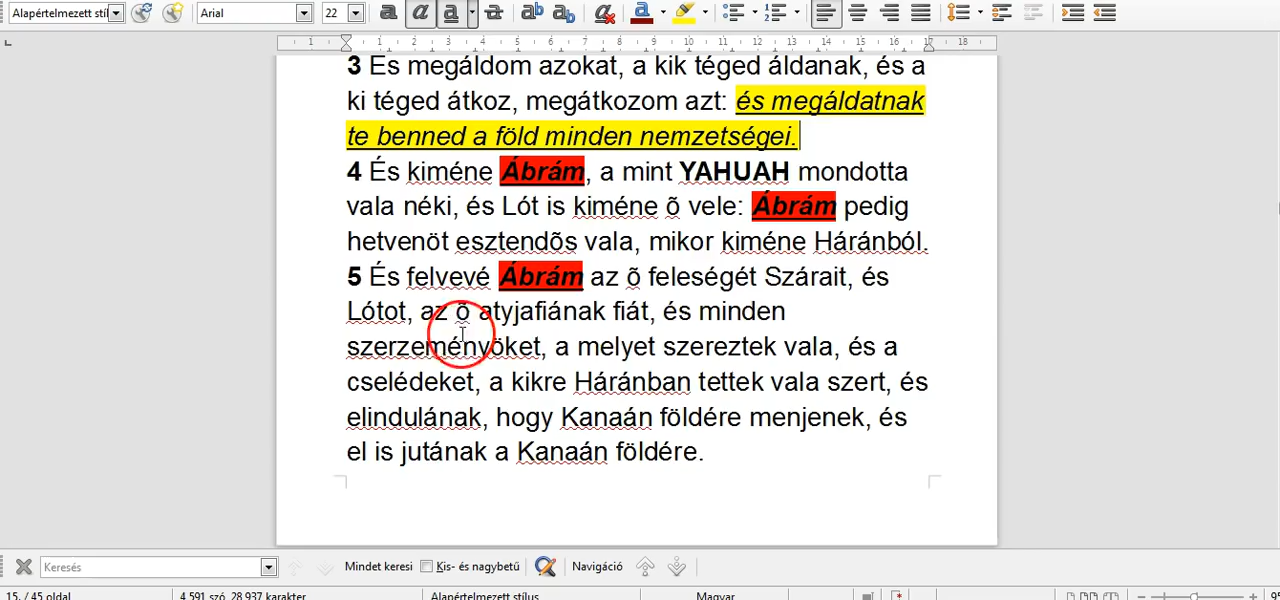 Alapértelmezett stíl Arial 22
1 1 2 3 4 5 6 7 8 9 10 11 12 13 14 15 16 17 18
3 És megáldom azokat, a kik téged áldanak, és a
ki téged átkoz, megátkozom azt: és megáldatnak
te benned a föld minden nemzetségei.
4 És kiméne Ábrám, a mint YAHUAH mondotta
vala néki, és Lót is kiméne õ vele: Ábrám pedig
hetvenöt esztendõs vala, mikor kiméne Háránból.
5 És felvevé Ábrám az õ feleségét Szárait, és
Lótot, az õ atyjafiának fiát, és minden
szerzeményöket, a melyet szereztek vala, és a
cselédeket, a kikre Háránban tettek vala szert, és
elindulának, hogy Kanaán földére menjenek, és
el is jutának a Kanaán földére.
Keresés Mindet keresi Kis- és nagybetű Navigáció
15. / 45 oldal 4 591 szó, 28 937 karakter Alapértelmezett stílus Magyar